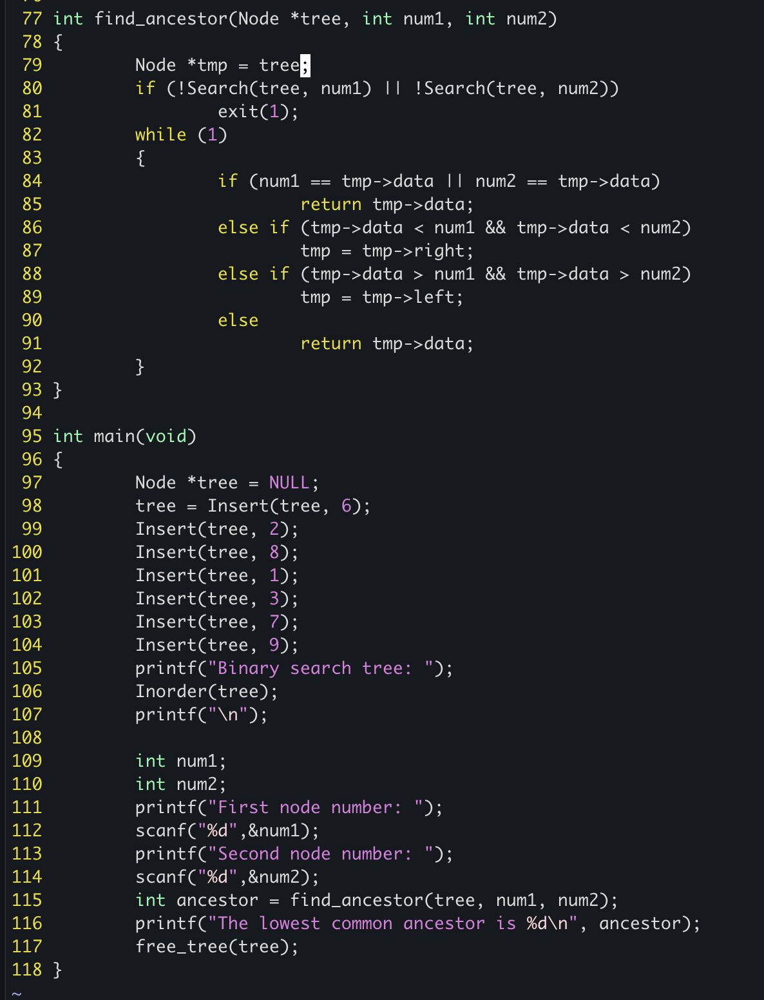 77 int find_ancestor(Node *tree, int num1, int num2)
78 {
79         Node *tmp = tree;
80         if (!Search(tree, num1) || !Search(tree, num2))
81                 exit(1);
82         while (1)
83         {
84                 if (num1 == tmp->data || num2 == tmp->data)
85                         return tmp->data;
86                 else if (tmp->data < num1 && tmp->data < num2)
87                         tmp = tmp->right;
88                 else if (tmp->data > num1 && tmp->data > num2)
89                         tmp = tmp->left;
90                 else
91                         return tmp->data;
92         }
93 }
94
95 int main(void)
96 {
97         Node *tree = NULL;
98         tree = Insert(tree, 6);
99         Insert(tree, 2);
100         Insert(tree, 8);
101         Insert(tree, 1);
102         Insert(tree, 3);
103         Insert(tree, 7);
104         Insert(tree, 9);
105         printf("Binary search tree: ");
106         Inorder(tree);
107         printf("\n");
108
109         int num1;
110         int num2;
111         printf("First node number: ");
112         scanf("%d",&num1);
113         printf("Second node number: ");
114         scanf("%d",&num2);
115         int ancestor = find_ancestor(tree, num1, num2);
116         printf("The lowest common ancestor is %d\n", ancestor);
117         free_tree(tree);
118 }
~